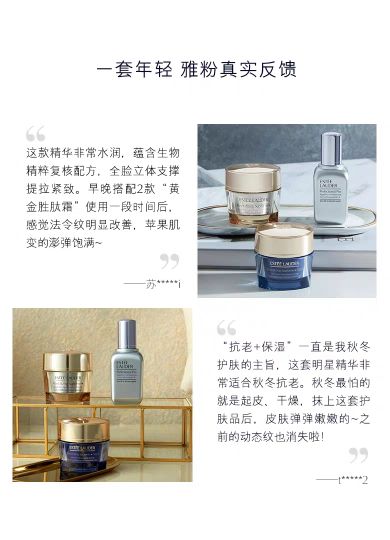 一套年轻 雅粉真实反馈
这款精华非常水润，蕴含生物
精粹复核配方，全脸立体支撑
提拉紧致。早晚搭配2款“黄
金胜肽霜”使用一段时间后，
感觉法令纹明显改善，苹果肌
变的澎弹饱满~
——苏*****i
ESTĒE LAUDER
ESTĒE LAUDER
ESTĒE LAUDER
“抗老+保湿”一直是我秋冬
护肤的主旨，这套明星精华非
常适合秋冬抗老。秋冬最怕的
就是起皮、干燥，抹上这套护
肤品后，皮肤弹弹嫩嫩的~之
前的动态纹也消失啦!
——t*****2
ESTĒE LAUDER
ESTĒE LAUDER
ESTĒE LAUDER